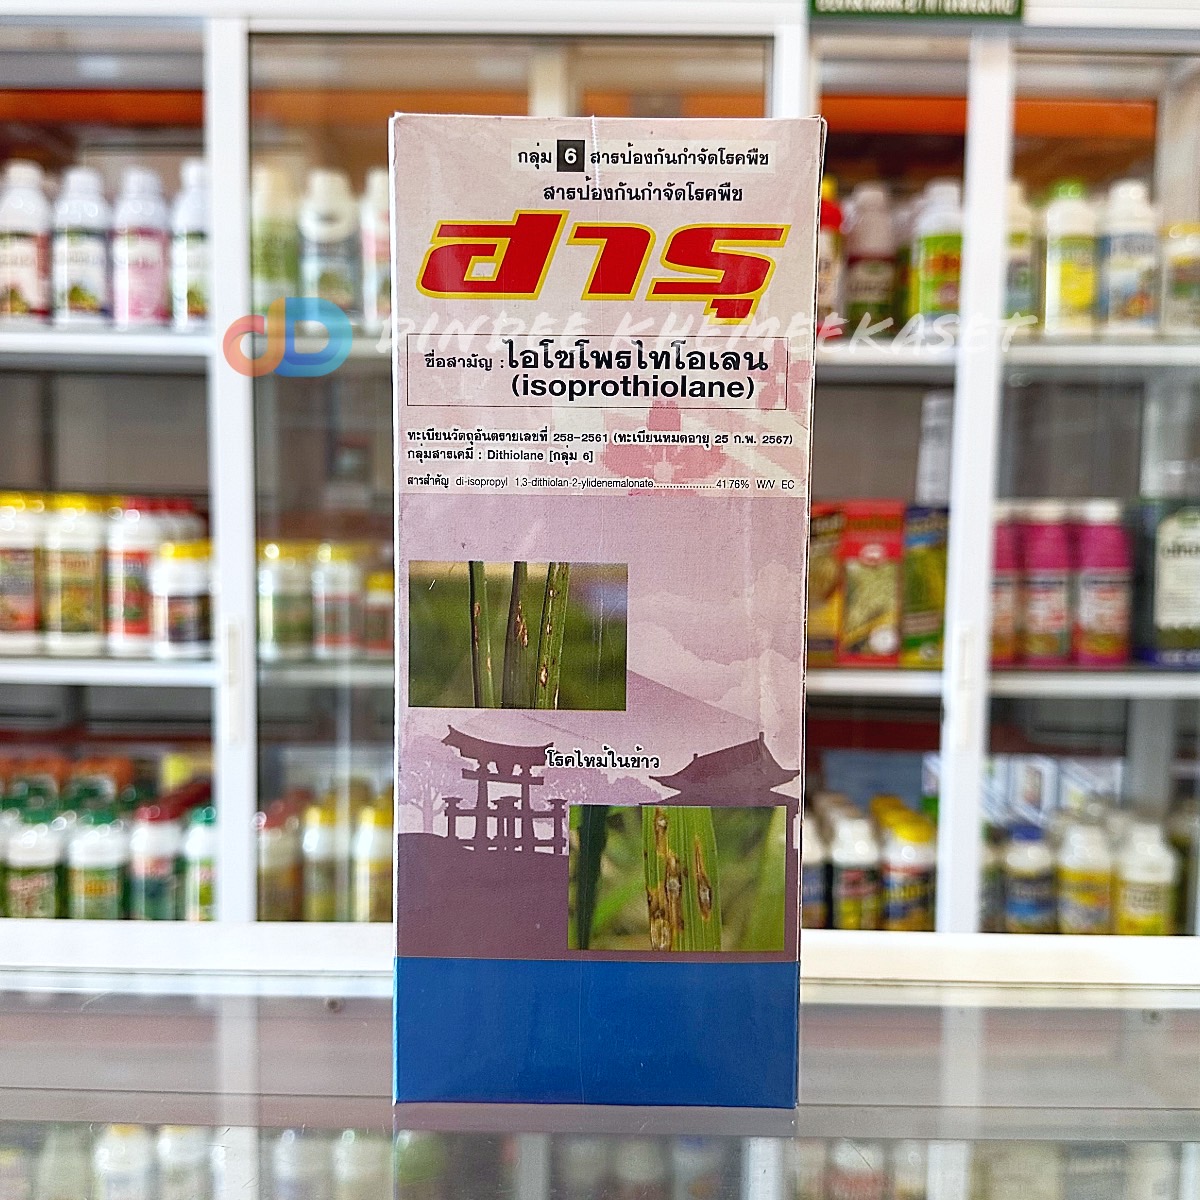 กลุ่ม 6 สารป้องกันกำจัดโรคพืช
สารป้องกันกำจัดโรคพืช
ฮารุ
DINDEE KHEMEEKASET
ชื่อสามัญ : ไอโซโพรไทโอเลน
(isoprothiolane)
ทะเบียนวัตถุอันตรายเลขที่ 258-2561 (ทะเบียนหมดอายุ 25 ก.พ. 2567)
กลุ่มสารเคมี : Dithiolane [กลุ่ม 6]
สารสำคัญ di-isopropyl 1,3-dithiolan-2-ylidenemalonate..................41.76% W/V EC
โรคไหม้ในข้าว